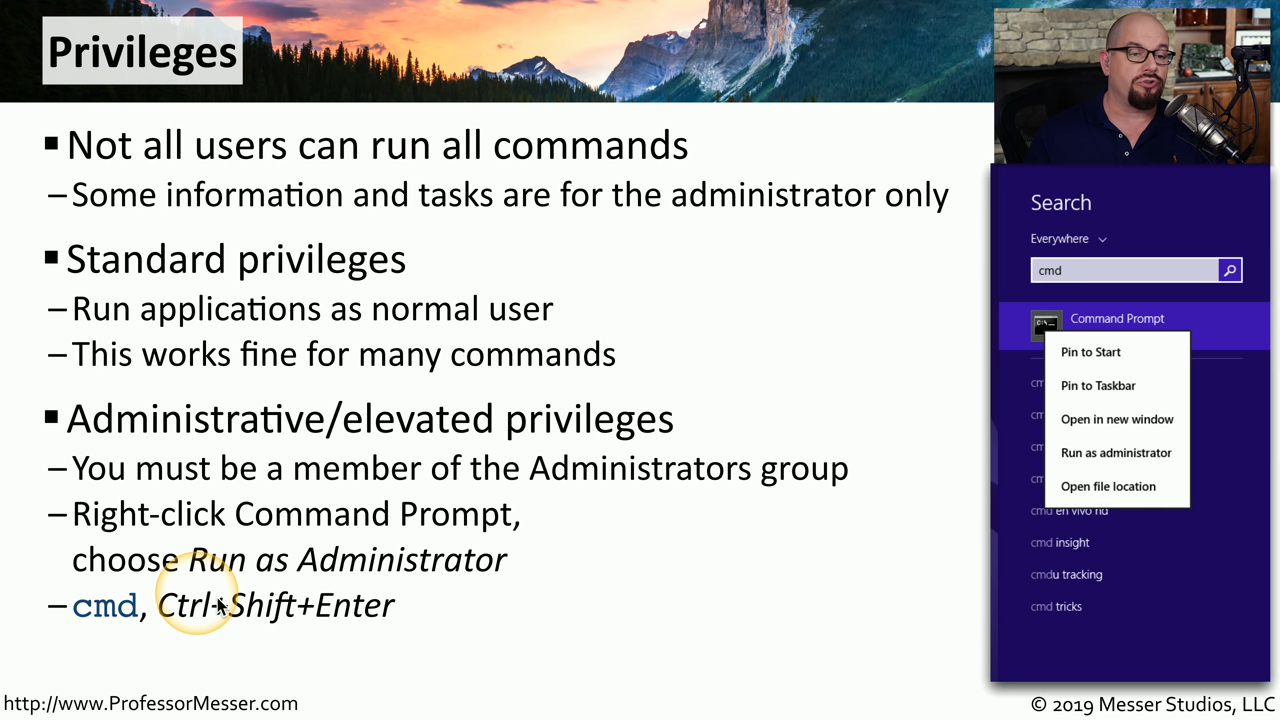 Privileges
Not all users can run all commands
– Some information and tasks are for the administrator only
Standard privileges
– Run applications as normal user
– This works fine for many commands
Administrative/elevated privileges
– You must be a member of the Administrators group
– Right-click Command Prompt,
choose Run as Administrator
– cmd, Ctrl+Shift+Enter
Search
Everywhere
cmd
Command Prompt
Pin to Start
Pin to Taskbar
Open in new window
Run as administrator
Open file location
cmd insight
cmdu tracking
cmd tricks
http://www.ProfessorMesser.com
© 2019 Messer Studios, LLC